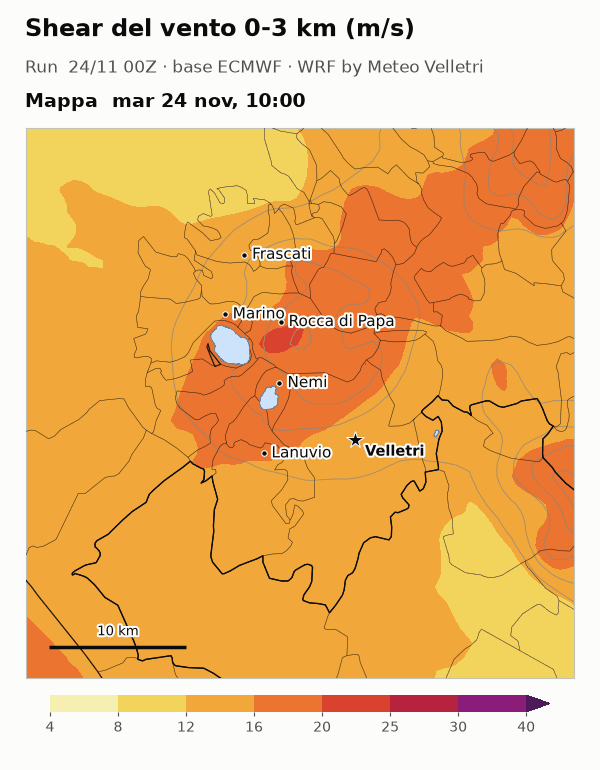 Shear del vento 0-3 km (m/s)
Run 24/11 00Z · base ECMWF · WRF by Meteo Velletri
Mappa mar 24 nov, 10:00
Frascati
Marino
Rocca di Papa
Nemi
Velletri
Lanuvio
10 km
4 8 12 16 20 25 30 40